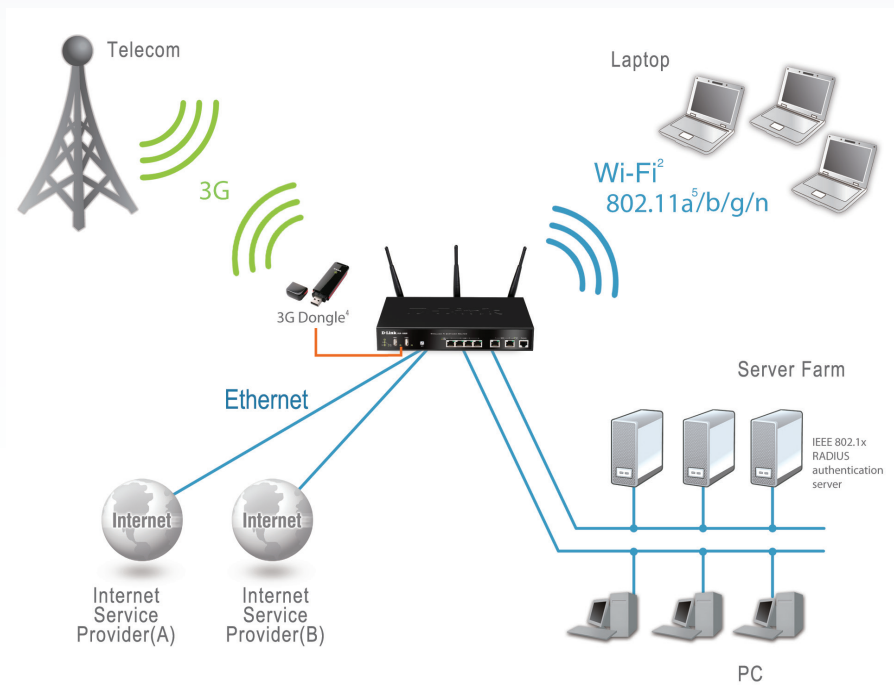 Telecom
Laptop
3G
Wi-Fi²
802.11a⁵/b/g/n
3G Dongle⁴
D-Link
Ethernet
Server Farm
IEEE 802.1x
RADIUS
authentication
server
Internet
Internet
Internet
Service
Provider(A)
Internet
Service
Provider(B)
PC